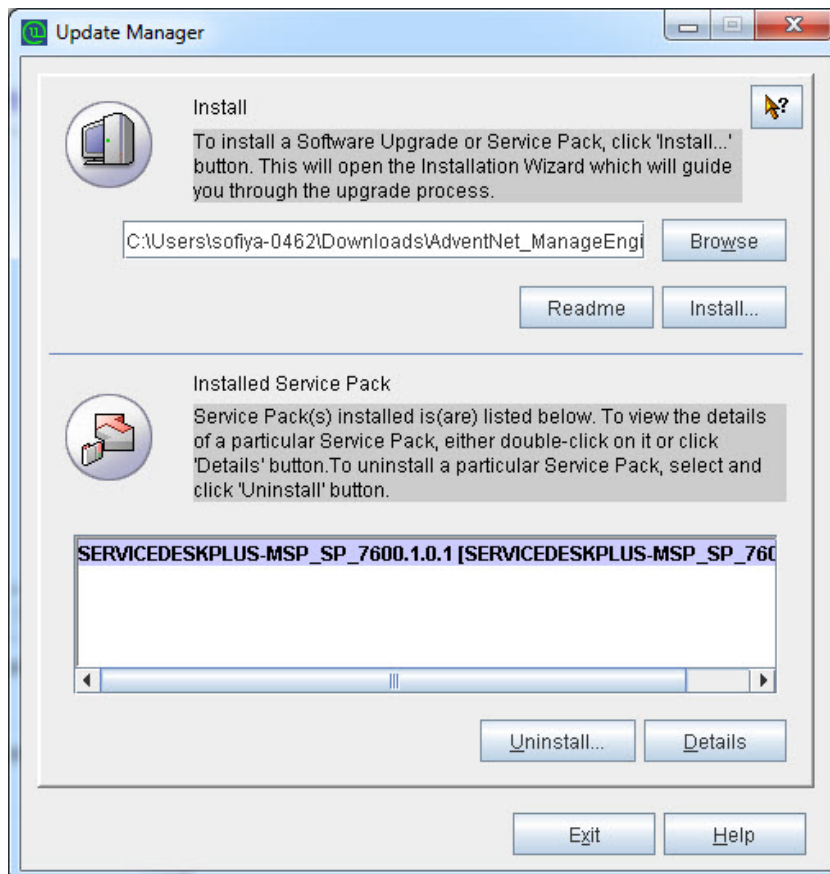 Update Manager
Install
To install a Software Upgrade or Service Pack, click 'Install...'
button. This will open the Installation Wizard which will guide
you through the upgrade process.
C:\Users\sofiya-0462\Downloads\AdventNet_ManageEngi
Browse
Readme
Install...
Installed Service Pack
Service Pack(s) installed is(are) listed below. To view the details
of a particular Service Pack, either double-click on it or click
'Details' button.To uninstall a particular Service Pack, select and
click 'Uninstall' button.
SERVICEDESKPLUS-MSP_SP_7600.1.0.1 [SERVICEDESKPLUS-MSP_SP_760
Uninstall...
Details
Exit
Help